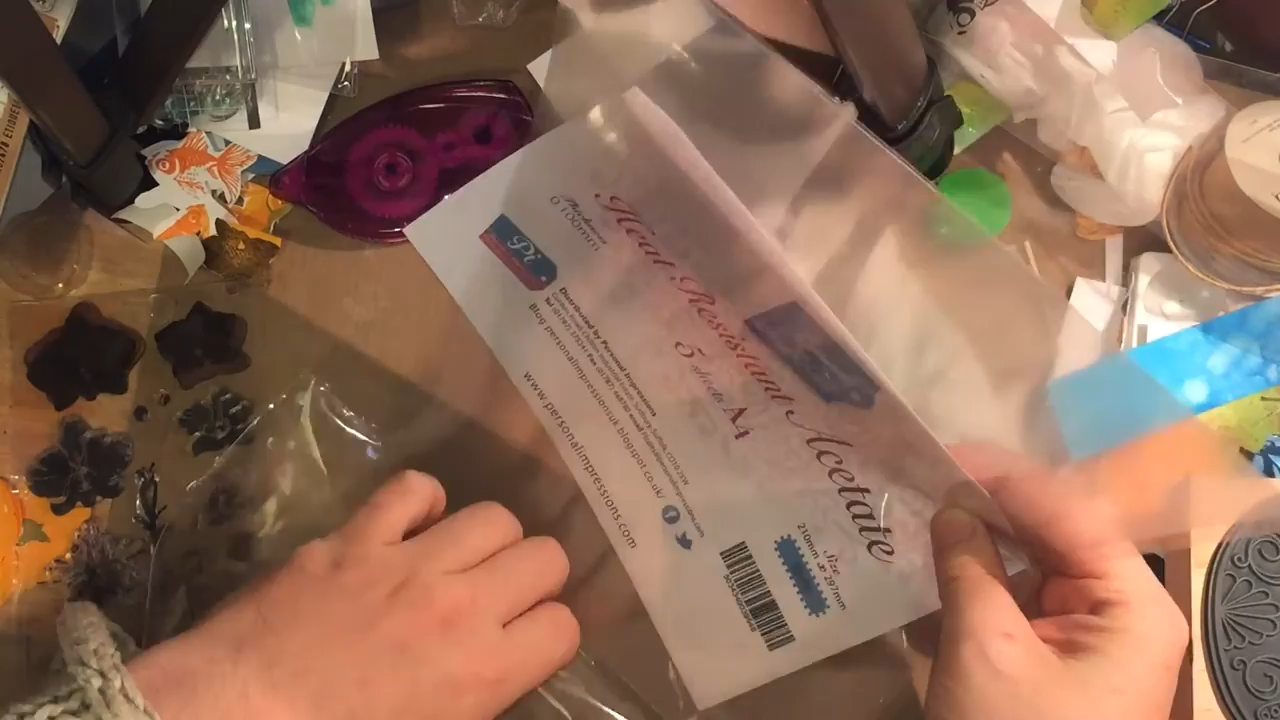 Heat Resistant Acetate
5 sheets A4
Thickness
0.100mm
Pi
Size
210mm x 297mm
Distributed by Personal Impressions
Blog personalimpressionsuk.blogspot.co.uk/
www.personalimpressions.com